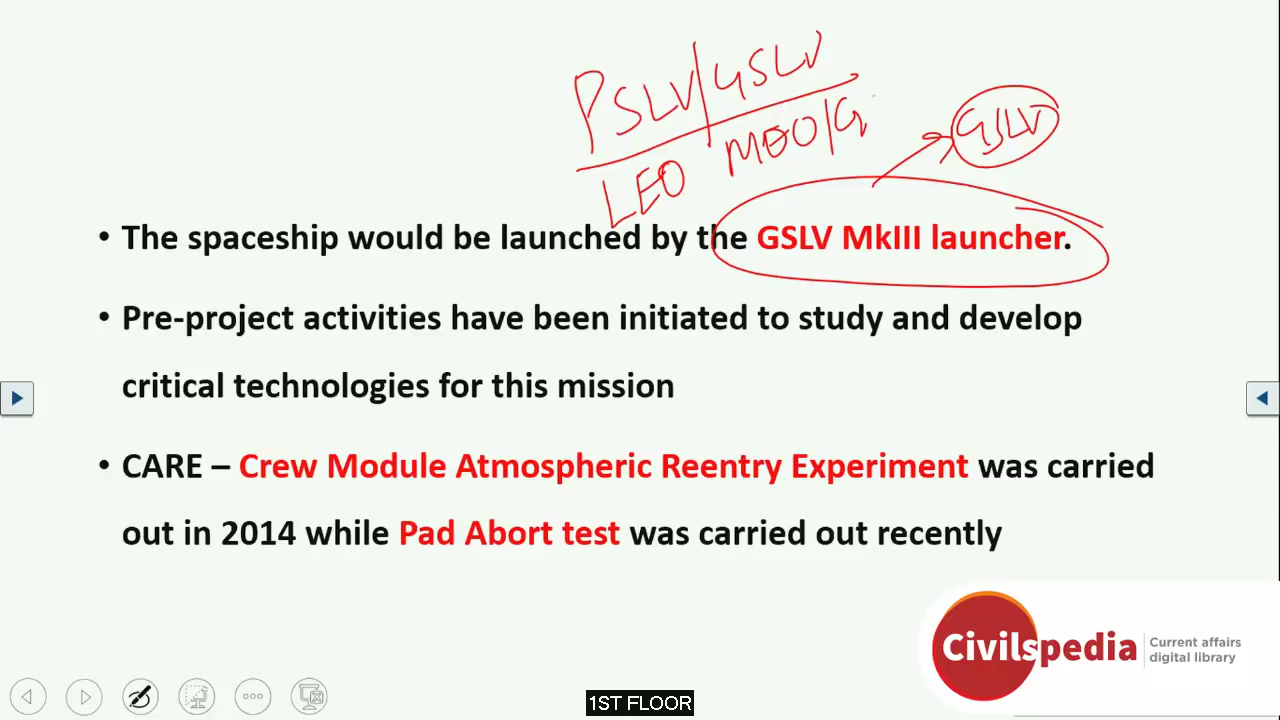 PSLV/GSLV
LEO MEO/G
GSLV
• The spaceship would be launched by the GSLV MkIII launcher.
• Pre-project activities have been initiated to study and develop
critical technologies for this mission
• CARE – Crew Module Atmospheric Reentry Experiment was carried
out in 2014 while Pad Abort test was carried out recently
Civilspedia
Current affairs
digital library
1ST FLOOR